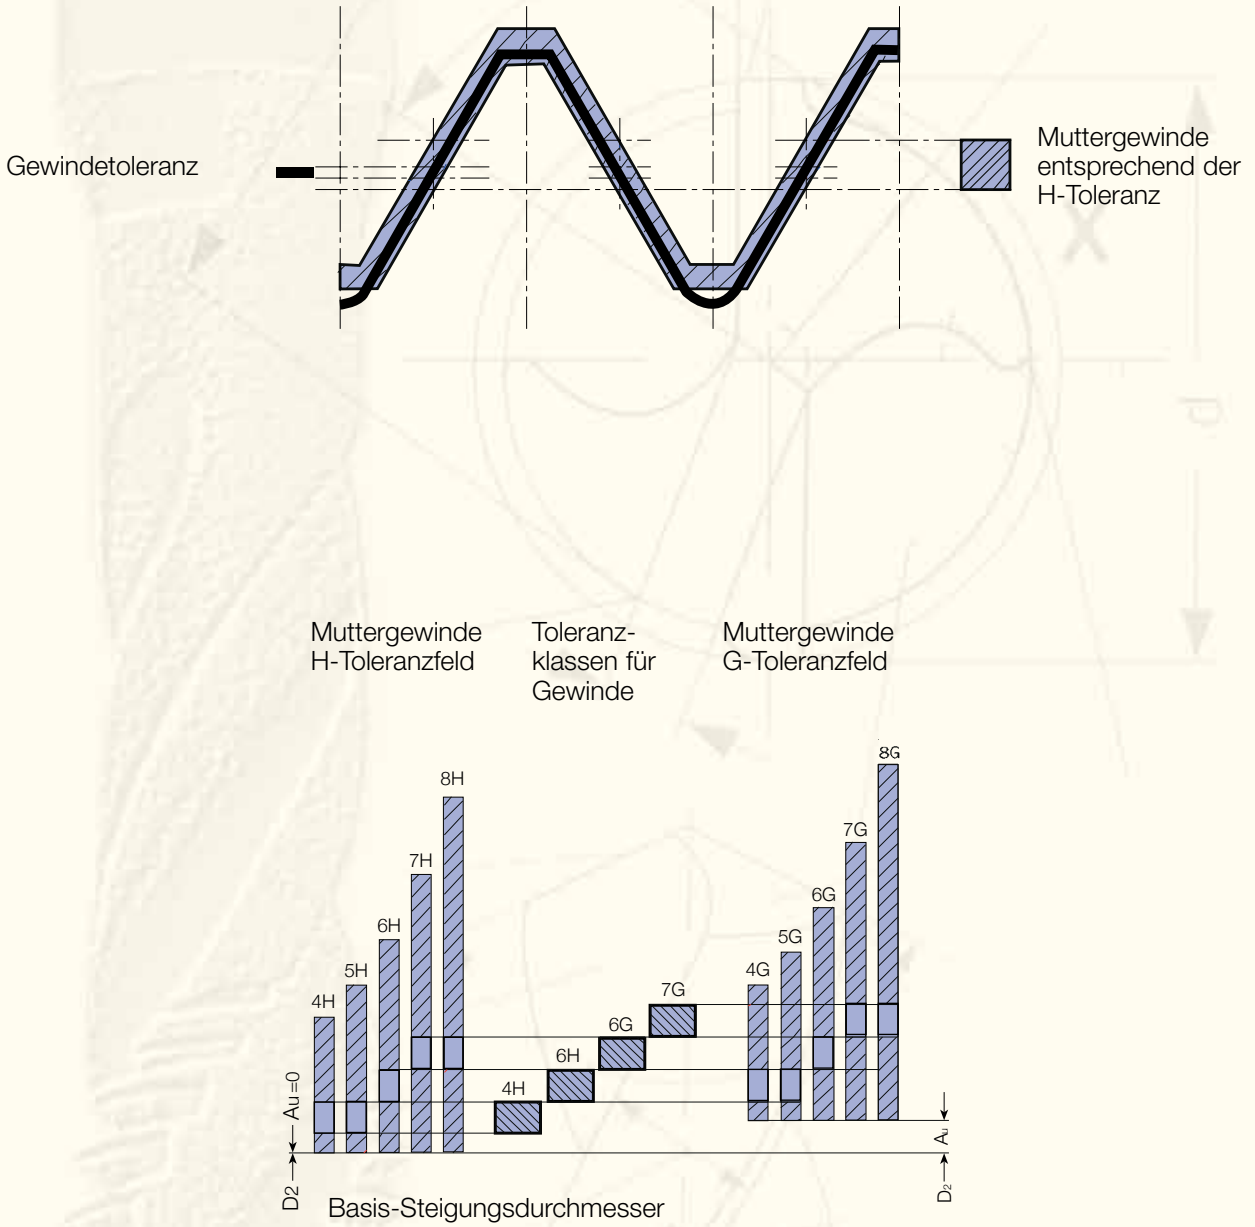 Gewindetoleranz
Muttergewinde
entsprechend der
H-Toleranz
X
d
Muttergewinde
H-Toleranzfeld
Toleranz-
klassen für
Gewinde
Muttergewinde
G-Toleranzfeld
4H
5H
6H
7H
8H
4H
6H
6G
7G
4G
5G
6G
7G
8G
Au=0
D2
Au
D2
Basis-Steigungsdurchmesser